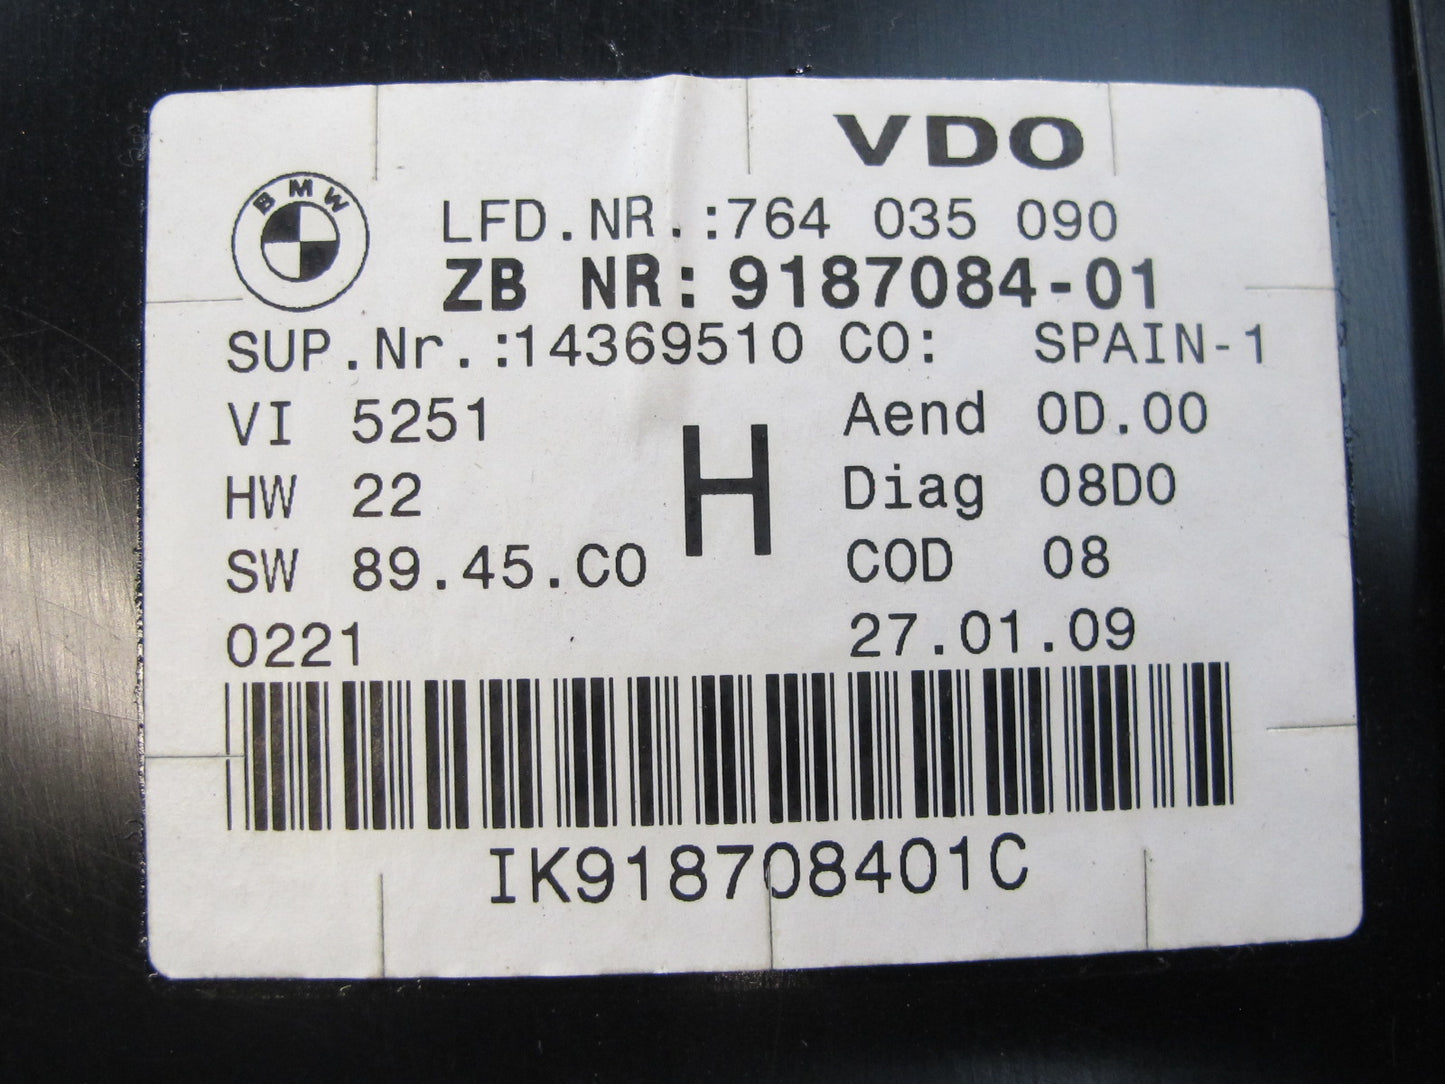 VDO
BMW
LFD.NR.:764 035 090
ZB NR:9187084-01
SUP.Nr.:14369510 CO: SPAIN-1
VI 5251 Aend 0D.00
HW 22 H Diag 08D0
SW 89.45.C0 COD 08
0221 27.01.09
IK918708401C